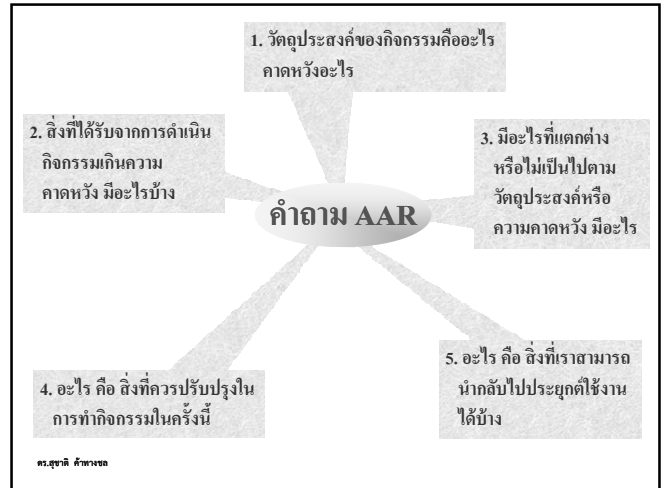 1. วัตถุประสงค์ของกิจกรรมคืออะไร
คาดหวังอะไร
2. สิ่งที่ได้รับจากการดำเนิน
กิจกรรมเกินความ
คาดหวัง มีอะไรบ้าง
3. มีอะไรที่แตกต่าง
หรือไม่เป็นไปตาม
วัตถุประสงค์หรือ
ความคาดหวัง มีอะไร
คำถาม AAR
4. อะไร คือ สิ่งที่ควรปรับปรุงใน
การทำกิจกรรมในครั้งนี้
5. อะไร คือ สิ่งที่เราสามารถ
นำกลับไปประยุกต์ใช้งาน
ได้บ้าง
ดร.สุชาติ ค้าทางชล